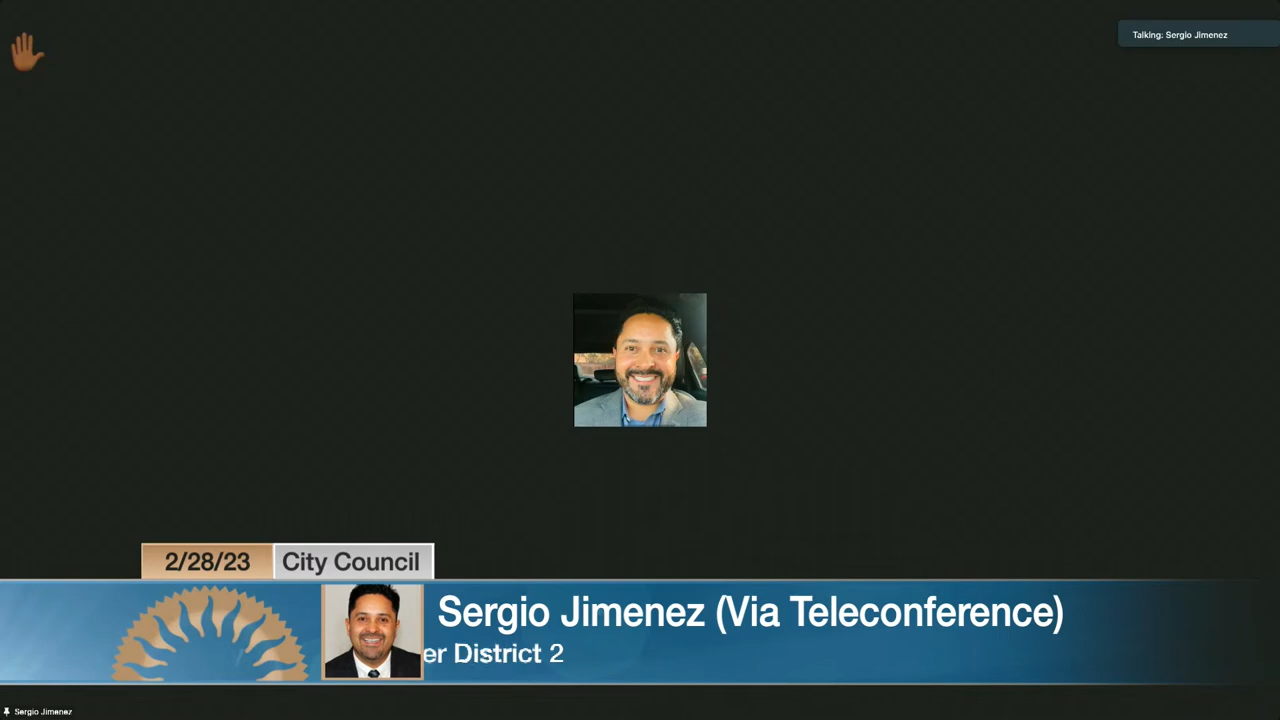 Talking: Sergio Jimenez
2/28/23 City Council
Sergio Jimenez (Via Teleconference)
er District 2
Sergio Jimenez